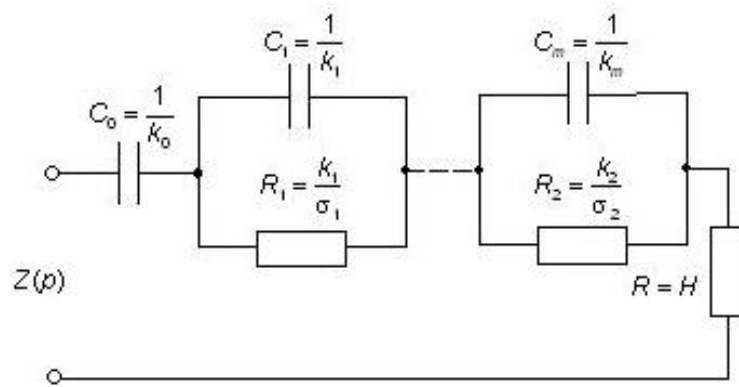 C₁ = 1/k₁
Cₘ = 1/kₘ
C₀ = 1/k₀
R₁ = k₁/σ₁
R₂ = k₂/σ₂
Z(p)
R = H